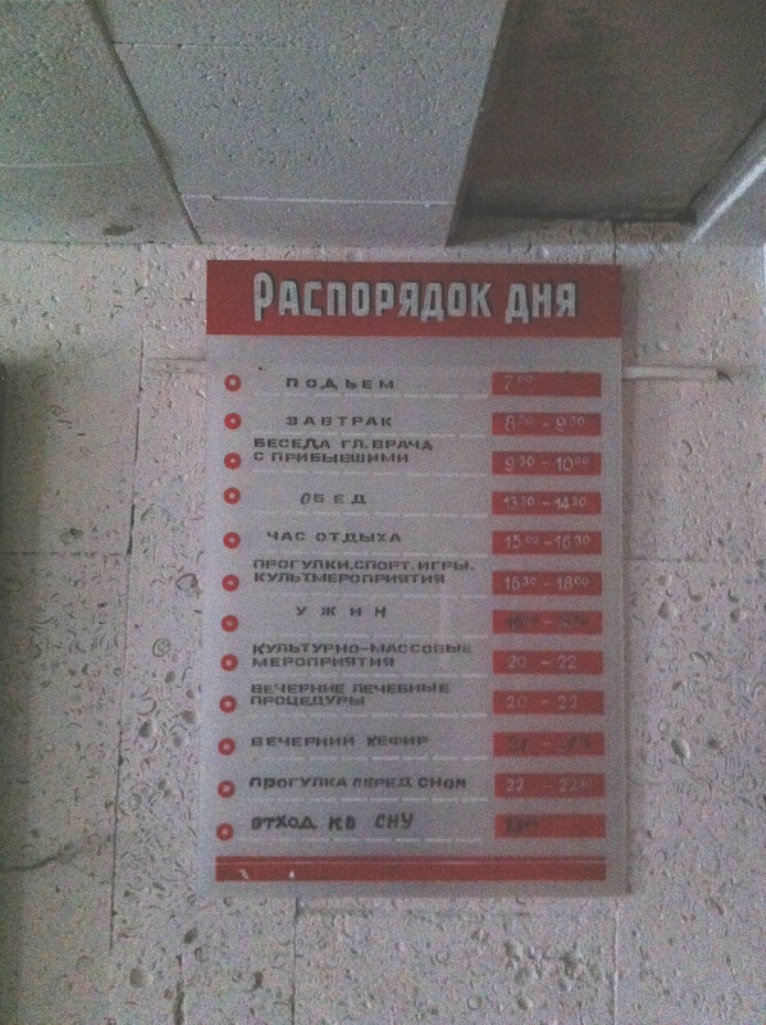 РАСПОРЯДОК ДНЯ
ПОДЪЕМ 7⁰⁰
ЗАВТРАК 8³⁰ - 9³⁰
БЕСЕДА ГЛ. ВРАЧА
С ПРИБЫВШИМИ 9³⁰ - 10⁰⁰
ОБЕД 13³⁰ - 14³⁰
ЧАС ОТДЫХА 15⁰⁰ - 16³⁰
ПРОГУЛКИ, СПОРТ. ИГРЫ,
КУЛЬТМЕРОПРИЯТИЯ 16³⁰ - 18⁰⁰
УЖИН
КУЛЬТУРНО-МАССОВЫЕ
МЕРОПРИЯТИЯ 20 - 22
ВЕЧЕРНИЕ ЛЕЧЕБНЫЕ
ПРОЦЕДУРЫ 20 - 22
ВЕЧЕРНИЙ КЕФИР
ПРОГУЛКА ПЕРЕД СНОМ 22 - 22³⁰
ОТХОД КО СНУ